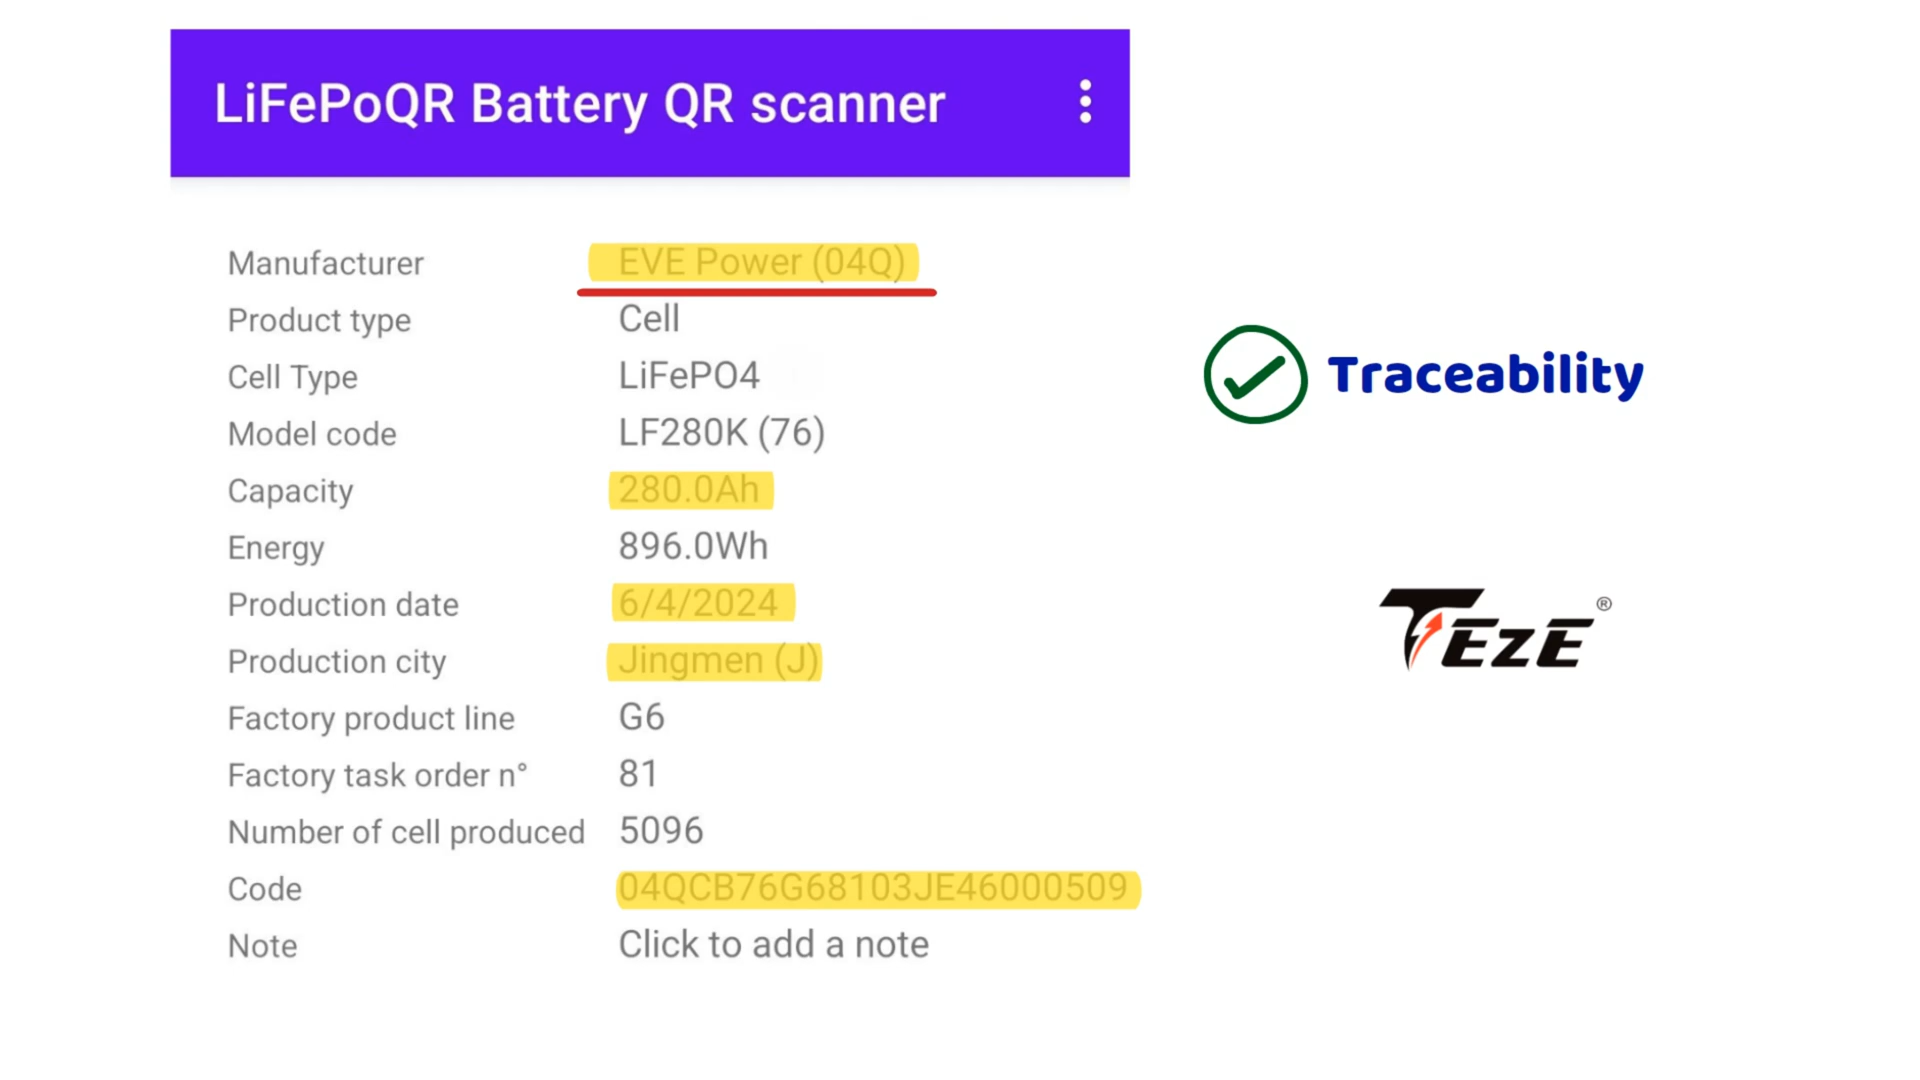 LiFePoQR Battery QR scanner
Manufacturer EVE Power (04Q)
Product type Cell
Cell Type LiFePO4
Model code LF280K (76)
Capacity 280.0Ah
Energy 896.0Wh
Production date 6/4/2024
Production city Jingmen (J)
Factory product line G6
Factory task order n° 81
Number of cell produced 5096
Code 04QCB76G68103JE46000509
Note Click to add a note
Traceability
TEZE®